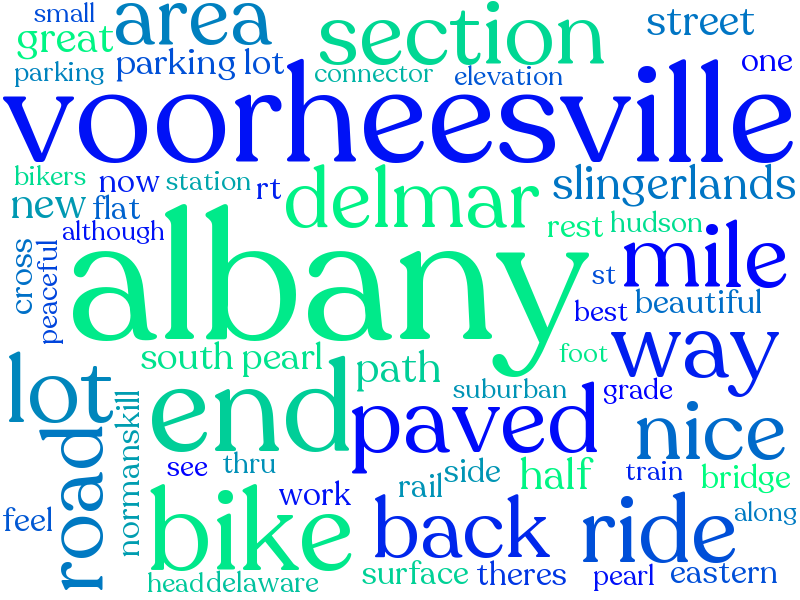 small
area
section
street
great
parking lot
one
parking
connector
elevation
voorheesville
bikers
now
station
rt
delmar
slingerlands
new
flat
rest
hudson
although
albany
mile
cross
peaceful
st
best
beautiful
way
south pearl
path
foot
lot
end
suburban
grade
paved
nice
road
normanskill
see
thru
rail
side
half
train
bridge
feel
work
bike
back
ride
along
head
delaware
surface
theres
pearl
eastern